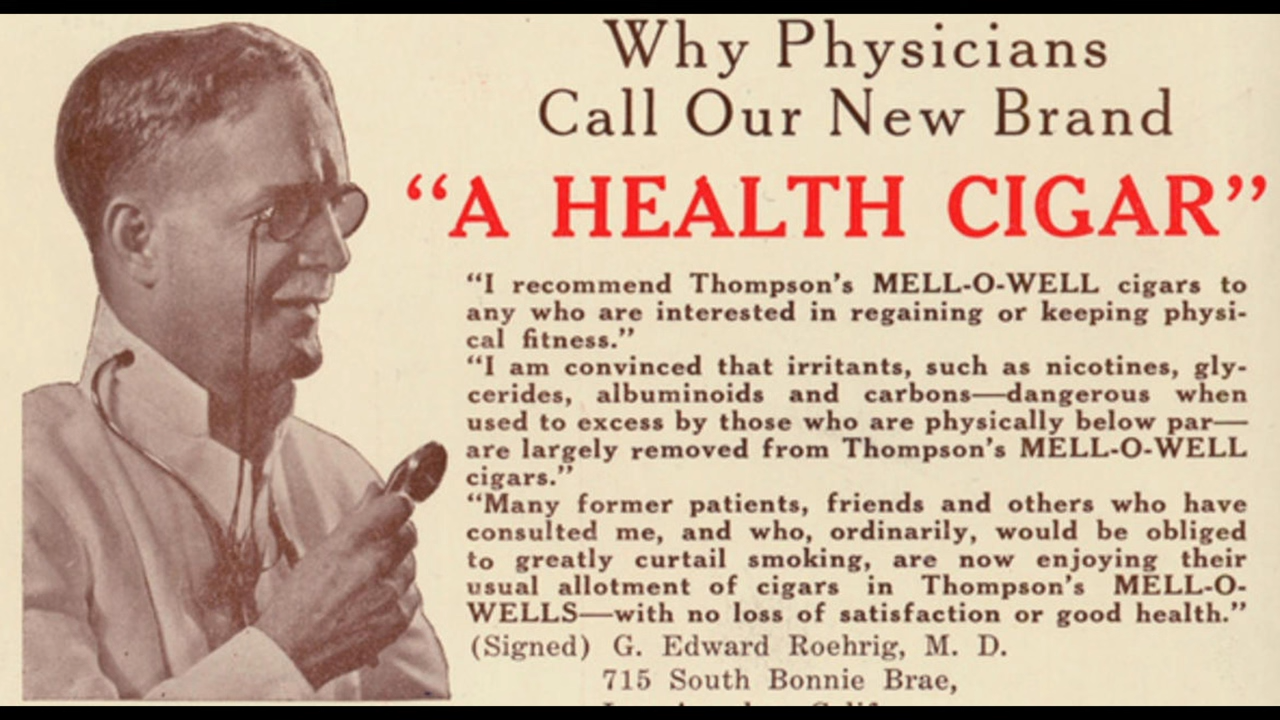 Why Physicians
Call Our New Brand
“A HEALTH CIGAR”
“I recommend Thompson’s MELL-O-WELL cigars to
any who are interested in regaining or keeping physi-
cal fitness.”
“I am convinced that irritants, such as nicotines, gly-
cerides, albuminoids and carbons—dangerous when
used to excess by those who are physically below par—
are largely removed from Thompson’s MELL-O-WELL
cigars.”
“Many former patients, friends and others who have
consulted me, and who, ordinarily, would be obliged
to greatly curtail smoking, are now enjoying their
usual allotment of cigars in Thompson’s MELL-O-
WELLS—with no loss of satisfaction or good health.”
(Signed) G. Edward Roehrig, M. D.
715 South Bonnie Brae,